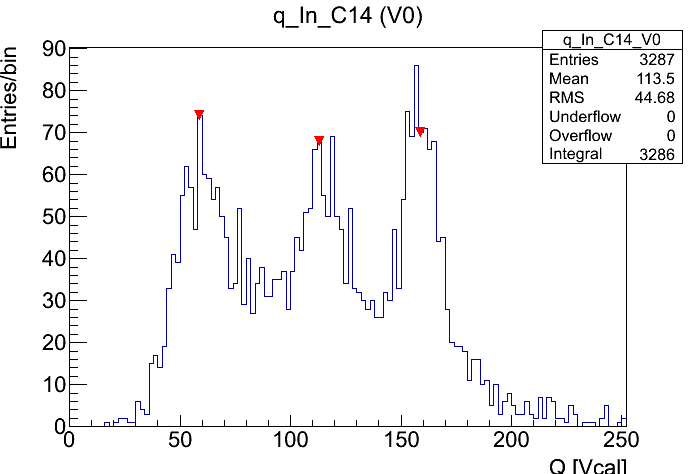 q_In_C14 (V0)
q_In_C14_V0
Entries 3287
Mean 113.5
RMS 44.68
Underflow 0
Overflow 0
Integral 3286
Entries/bin
90
80
70
60
50
40
30
20
10
0
0 50 100 150 200 250
Q [Vcal]